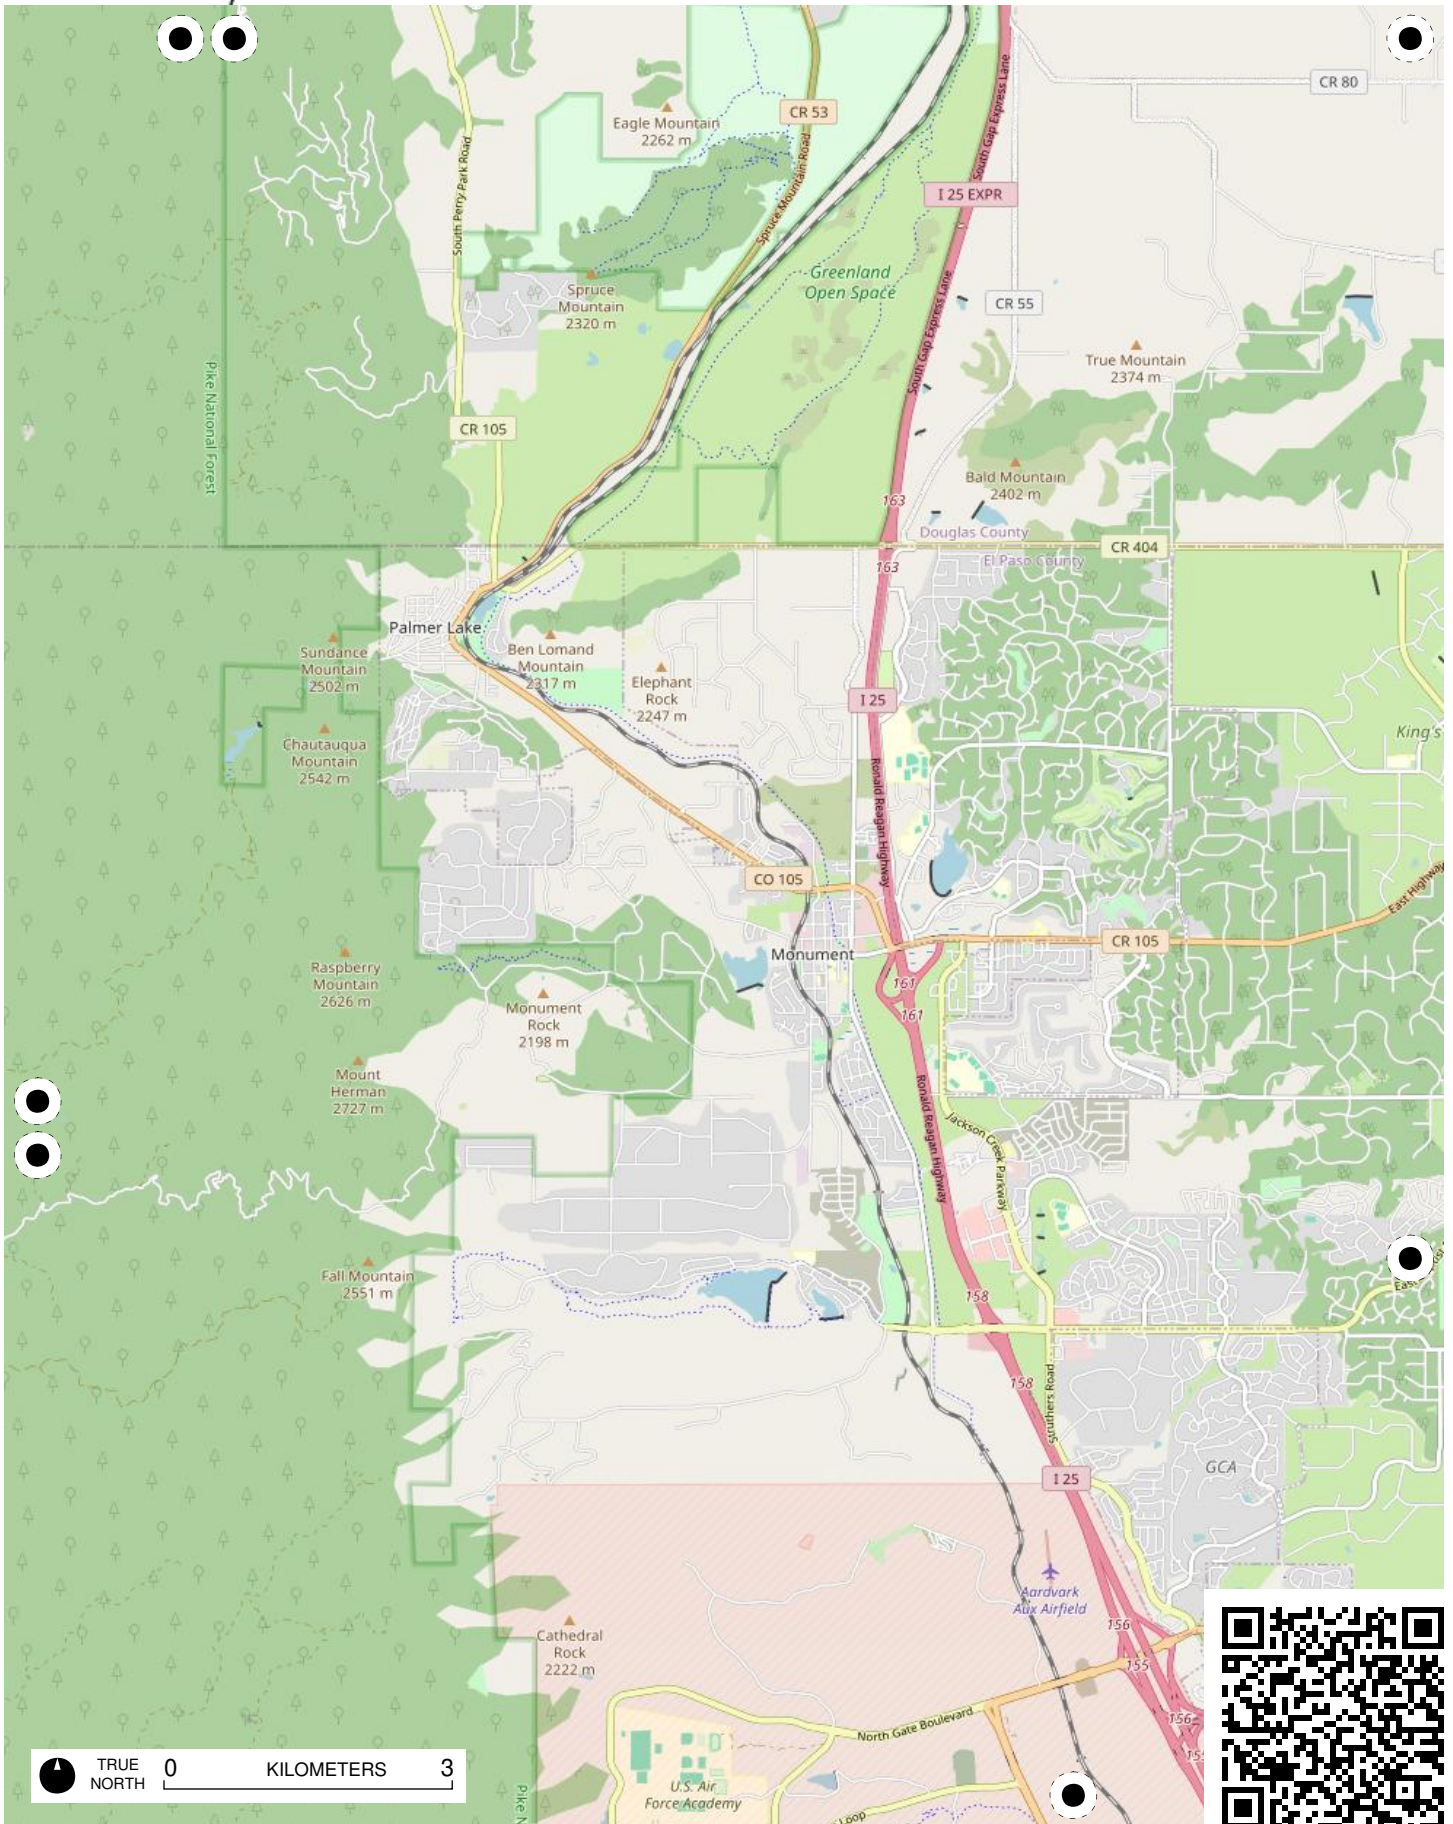 CR 80
Eagle Mountain
2262 m
CR 53
South Gap Express Lane
South Perry Park Road
Spruce Mountain Road
I 25 EXPR
Greenland
Open Space
Spruce
Mountain
2320 m
CR 55
South Gap Express Lane
True Mountain
2374 m
Pike National Forest
CR 105
Bald Mountain
2402 m
163
Douglas County
CR 404
El Paso County
163
Palmer Lake
Sundance
Mountain
2502 m
Ben Lomand
Mountain
2317 m
Elephant
Rock
2247 m
I 25
King's
Chautauqua
Mountain
2542 m
Ronald Reagan Highway
CO 105
East Highway
CR 105
Monument
Raspberry
Mountain
2626 m
161
Monument
Rock
2198 m
161
Mount
Herman
2727 m
Ronald Reagan Highway
Jackson Creek Parkway
Fall Mountain
2551 m
East
158
158
Struthers Road
GCA
I 25
Aardvark
Aux Airfield
156
Cathedral
Rock
2222 m
155
North Gate Boulevard
156
TRUE
NORTH
0 KILOMETERS 3
U.S. Air
Force Academy
Pike N
Loop